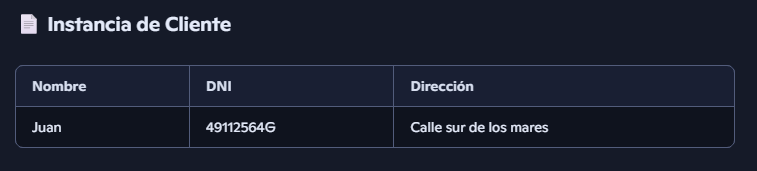 Instancia de Cliente
Nombre DNI Dirección
Juan 49112564G Calle sur de los mares